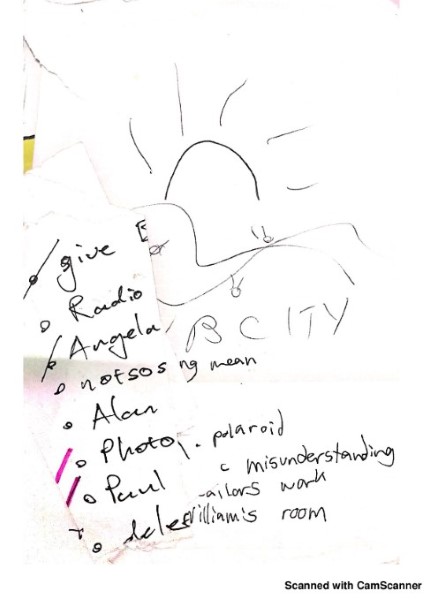 give
Radio
BCITY
Angela
notsos ng mean
Alan
Photo . polaroid
c misunderstanding
Paul -ailors work
delee Williams room
Scanned with CamScanner